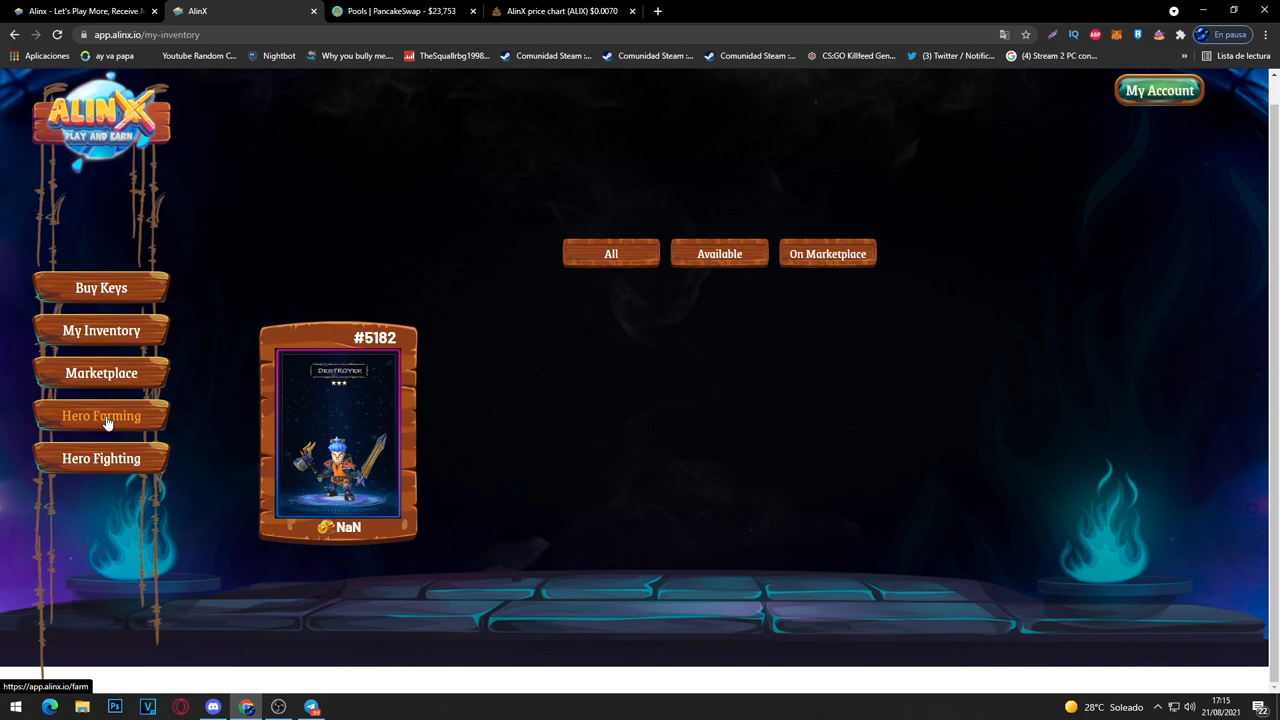 Alinx - Let's Play More, Receive M
AlinX
Pools | PancakeSwap - $23,753
AlinX price chart (ALIX) $0.0070
app.alinx.io/my-inventory
En pausa
Aplicaciones
ay va papa
Youtube Random C...
Nightbot
Why you bully me....
TheSquallrbg1998...
Comunidad Steam :...
Comunidad Steam :...
Comunidad Steam :...
CS:GO Killfeed Gen...
(3) Twitter / Notific...
(4) Stream 2 PC con...
»
Lista de lectura
My Account
ALINX
PLAY AND EARN
All
Available
On Marketplace
Buy Keys
My Inventory
Marketplace
Hero Forming
Hero Fighting
#5182
DESTROYER
NaN
https://app.alinx.io/farm
28°C Soleado
17:15
21/08/2021
22